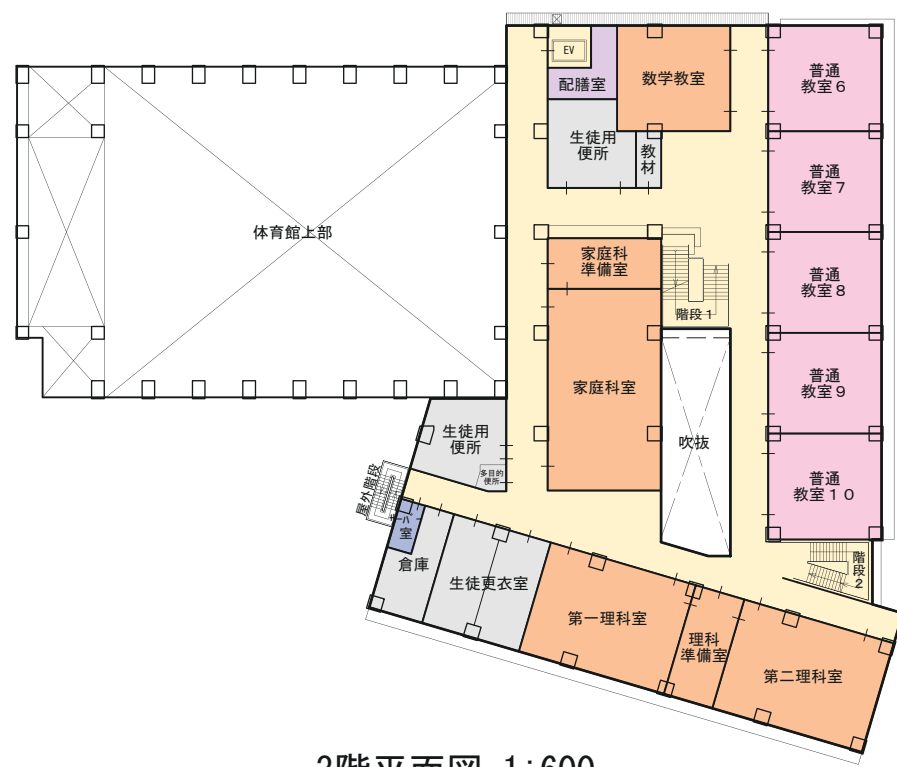 EV
配膳室
数学教室
普通
教室6
生徒用
便所
教
材
普通
教室7
体育館上部
家庭科
準備室
普通
教室8
階段1
家庭科室
普通
教室9
吹抜
生徒用
便所
多目的
便所
普通
教室10
屋外階段
室
倉庫
階
段
2
生徒更衣室
第一理科室
理科
準備室
第二理科室
階平面図 1:600